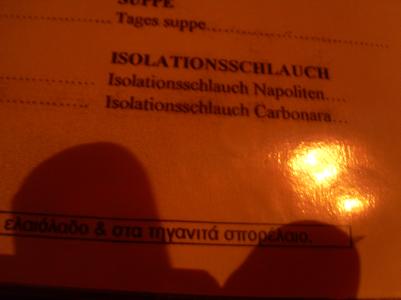 SUPPE
Tages suppe
ISOLATIONSSCHLAUCH
Isolationsschlauch Napoliten
Isolationsschlauch Carbonara
ελαιόλαδο & στα τηγανιτά σπορέλαιο.